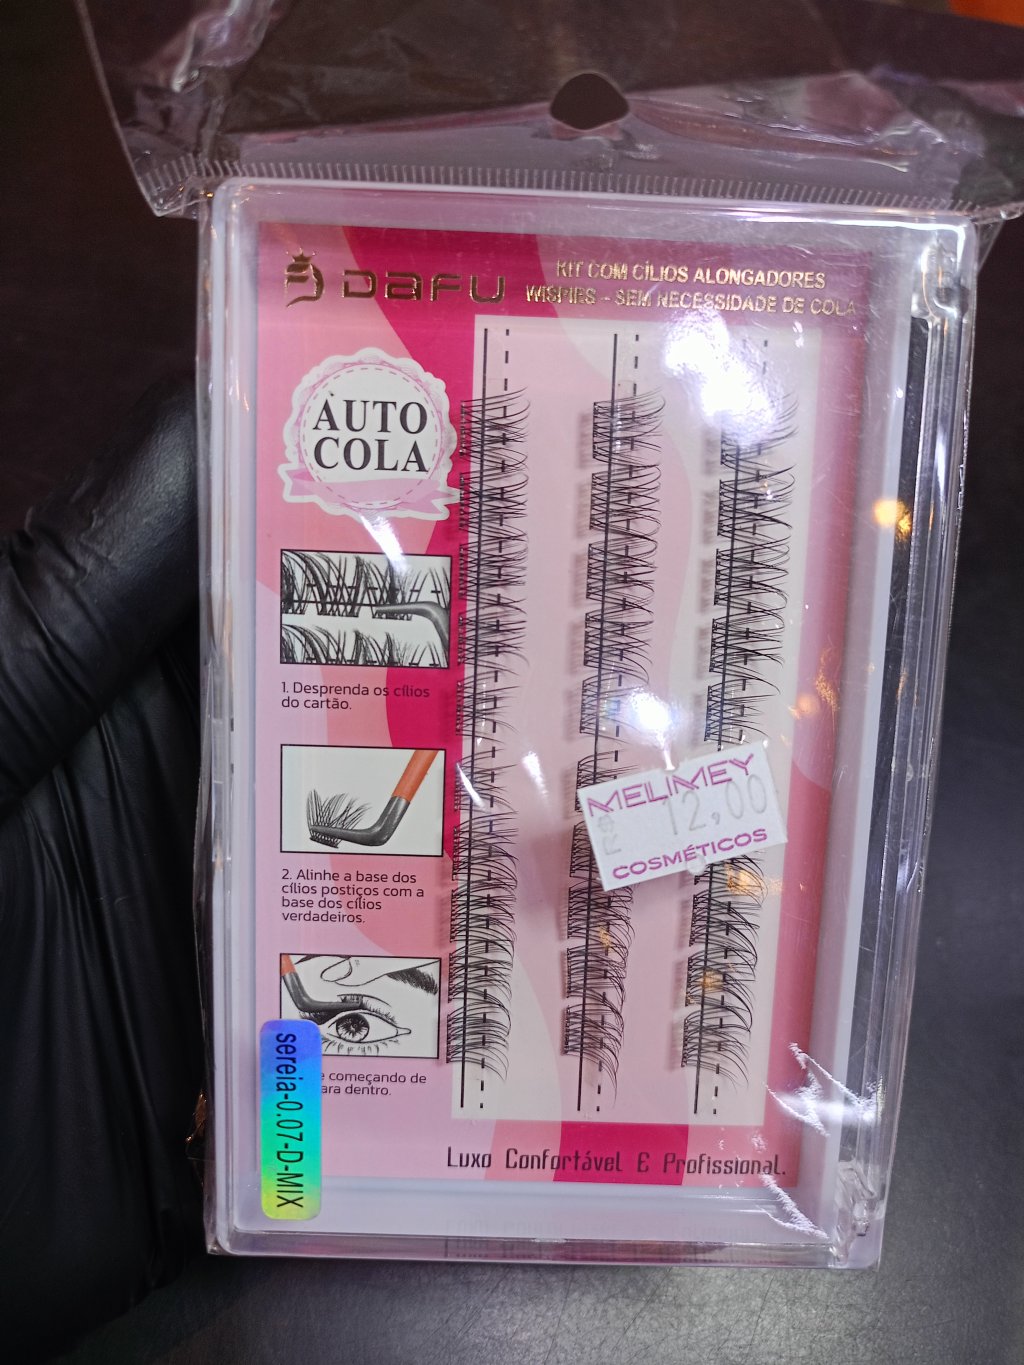 DAFU
KIT COM CÍLIOS ALONGADORES
WISPIES - SEM NECESSIDADE DE COLA
AUTO
COLA
1. Desprenda os cílios
do cartão.
2. Alinhe a base dos
cílios postiços com a
base dos cílios
verdadeiros.
começando de
dentro.
sereia-0.07-D-MIX
MELIMEY
12,00
COSMÉTICOS
Luxo Confortável E Profissional.